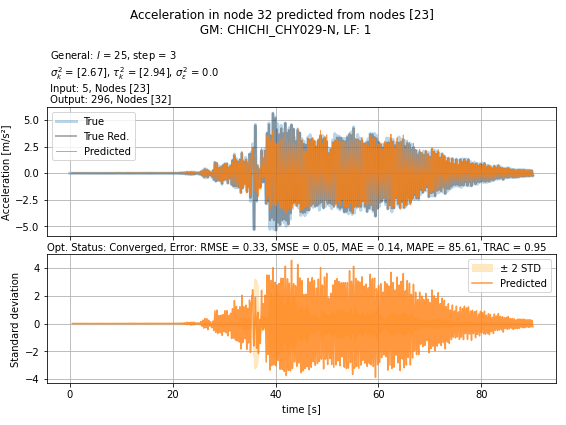 Acceleration in node 32 predicted from nodes [23]
GM: CHICHI_CHY029-N, LF: 1
General: l = 25, step = 3
σ²ₖ = [2.67], τ²ₖ = [2.94], σ²ε = 0.0
Input: 5, Nodes [23]
Output: 296, Nodes [32]
Acceleration [m/s²]
5.0
2.5
0.0
−2.5
−5.0
True
True Red.
Predicted
Opt. Status: Converged, Error: RMSE = 0.33, SMSE = 0.05, MAE = 0.14, MAPE = 85.61, TRAC = 0.95
Standard deviation
4
2
0
−2
−4
± 2 STD
Predicted
0 20 40 60 80
time [s]